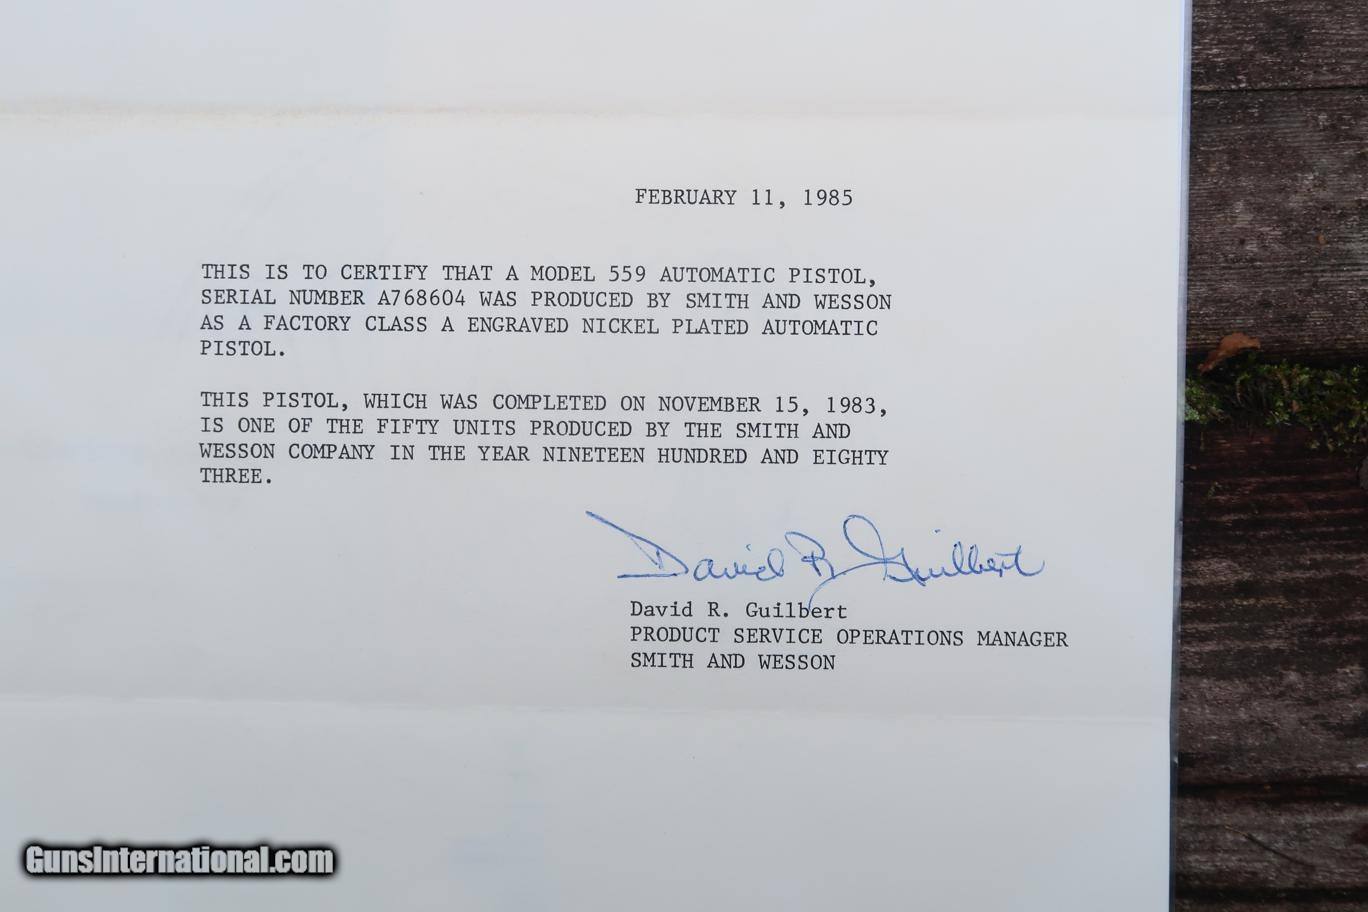 FEBRUARY 11, 1985
THIS IS TO CERTIFY THAT A MODEL 559 AUTOMATIC PISTOL,
SERIAL NUMBER A768604 WAS PRODUCED BY SMITH AND WESSON
AS A FACTORY CLASS A ENGRAVED NICKEL PLATED AUTOMATIC
PISTOL.
THIS PISTOL, WHICH WAS COMPLETED ON NOVEMBER 15, 1983,
IS ONE OF THE FIFTY UNITS PRODUCED BY THE SMITH AND
WESSON COMPANY IN THE YEAR NINETEEN HUNDRED AND EIGHTY
THREE.
David R Guilbert
David R. Guilbert
PRODUCT SERVICE OPERATIONS MANAGER
SMITH AND WESSON
GunsInternational.com